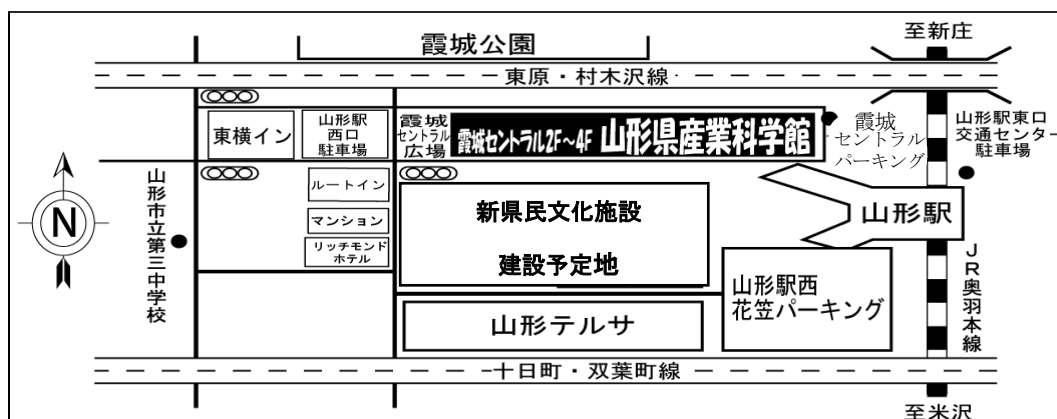 霞城公園
至新庄
東原・村木沢線
東横イン
山形駅
西口
駐車場
霞城
セントラル
広場
霞城セントラル2F～4F 山形県産業科学館
霞城
セントラル
パーキング
山形駅東口
交通センター
駐車場
N
山形市立第三中学校
ルートイン
マンション
リッチモンド
ホテル
新県民文化施設
建設予定地
山形駅
山形駅西
花笠パーキング
JR奥羽本線
山形テルサ
十日町・双葉町線
至米沢